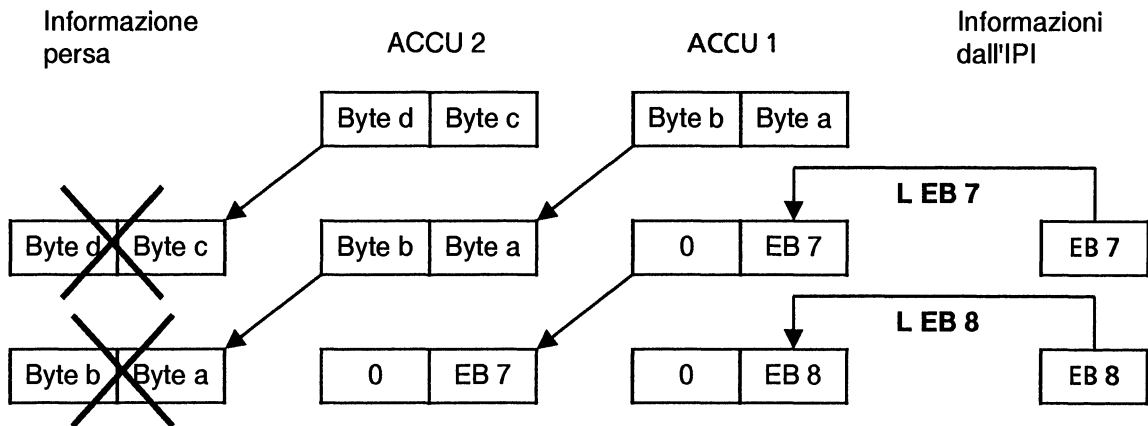 Informazione
persa
ACCU 2
ACCU 1
Informazioni
dall'IPI
Byte d Byte c
Byte b Byte a
L EB 7
Byte d Byte c
Byte b Byte a
0 EB 7
EB 7
L EB 8
Byte b Byte a
0 EB 7
0 EB 8
EB 8